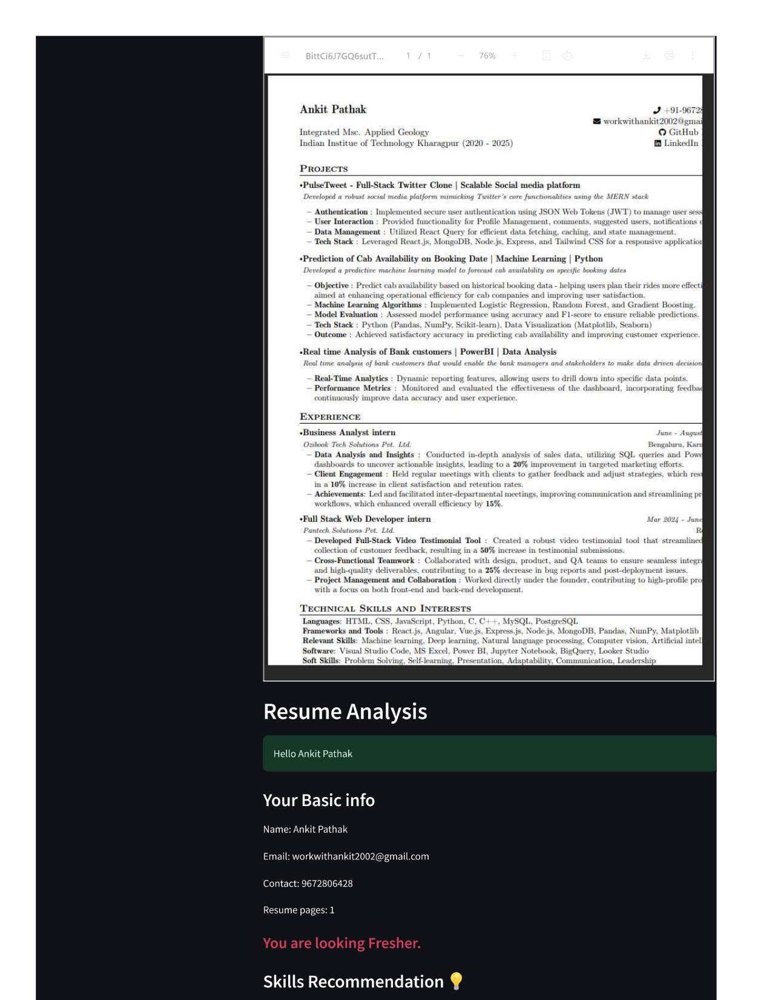 BittCi6J7GQ6sutT... 1 / 1 76%
Ankit Pathak
+91-96728
workwithankit2002@gmai
Integrated Msc. Applied Geology
GitHub
Indian Institue of Technology Kharagpur (2020 - 2025)
LinkedIn
PROJECTS
•PulseTweet - Full-Stack Twitter Clone | Scalable Social media platform
Developed a robust social media platform mimicking Twitter's core functionalities using the MERN stack
– Authentication : Implemented secure user authentication using JSON Web Tokens (JWT) to manage user sess
– User Interaction : Provided functionality for Profile Management, comments, suggested users, notifications e
– Data Management : Utilized React Query for efficient data fetching, caching, and state management.
– Tech Stack : Leveraged React.js, MongoDB, Node.js, Express, and Tailwind CSS for a responsive application
•Prediction of Cab Availability on Booking Date | Machine Learning | Python
Developed a predictive machine learning model to forecast cab availability on specific booking dates
– Objective : Predict cab availability based on historical booking data - helping users plan their rides more effecti
aimed at enhancing operational efficiency for cab companies and improving user satisfaction.
– Machine Learning Algorithms : Implemented Logistic Regression, Random Forest, and Gradient Boosting.
– Model Evaluation : Assessed model performance using accuracy and F1-score to ensure reliable predictions.
– Tech Stack : Python (Pandas, NumPy, Scikit-learn), Data Visualization (Matplotlib, Seaborn)
– Outcome : Achieved satisfactory accuracy in predicting cab availability and improving customer experience.
•Real time Analysis of Bank customers | PowerBI | Data Analysis
Real time analysis of bank customers that would enable the bank managers and stakeholders to make data driven decision
– Real-Time Analytics : Dynamic reporting features, allowing users to drill down into specific data points.
– Performance Metrics : Monitored and evaluated the effectiveness of the dashboard, incorporating feedbac
continuously improve data accuracy and user experience.
EXPERIENCE
•Business Analyst intern June - August
Ozibook Tech Solutions Pvt. Ltd. Bengaluru, Karn
– Data Analysis and Insights : Conducted in-depth analysis of sales data, utilizing SQL queries and Powe
dashboards to uncover actionable insights, leading to a 20% improvement in targeted marketing efforts.
– Client Engagement : Held regular meetings with clients to gather feedback and adjust strategies, which resu
in a 10% increase in client satisfaction and retention rates.
– Achievements: Led and facilitated inter-departmental meetings, improving communication and streamlining pr
workflows, which enhanced overall efficiency by 15%.
•Full Stack Web Developer intern Mar 2024 - June
Pantech Solutions Pvt. Ltd. Re
– Developed Full-Stack Video Testimonial Tool : Created a robust video testimonial tool that streamlined
collection of customer feedback, resulting in a 50% increase in testimonial submissions.
– Cross-Functional Teamwork : Collaborated with design, product, and QA teams to ensure seamless integra
and high-quality deliverables, contributing to a 25% decrease in bug reports and post-deployment issues.
– Project Management and Collaboration : Worked directly under the founder, contributing to high-profile pro
with a focus on both front-end and back-end development.
TECHNICAL SKILLS AND INTERESTS
Languages: HTML, CSS, JavaScript, Python, C, C++, MySQL, PostgreSQL
Frameworks and Tools : React.js, Angular, Vue.js, Express.js, Node.js, MongoDB, Pandas, NumPy, Matplotlib
Relevant Skills: Machine learning, Deep learning, Natural language processing, Computer vision, Artificial intell
Software: Visual Studio Code, MS Excel, Power BI, Jupyter Notebook, BigQuery, Looker Studio
Soft Skills: Problem Solving, Self-learning, Presentation, Adaptability, Communication, Leadership
Resume Analysis
Hello Ankit Pathak
Your Basic info
Name: Ankit Pathak
Email: workwithankit2002@gmail.com
Contact: 9672806428
Resume pages: 1
You are looking Fresher.
Skills Recommendation 💡